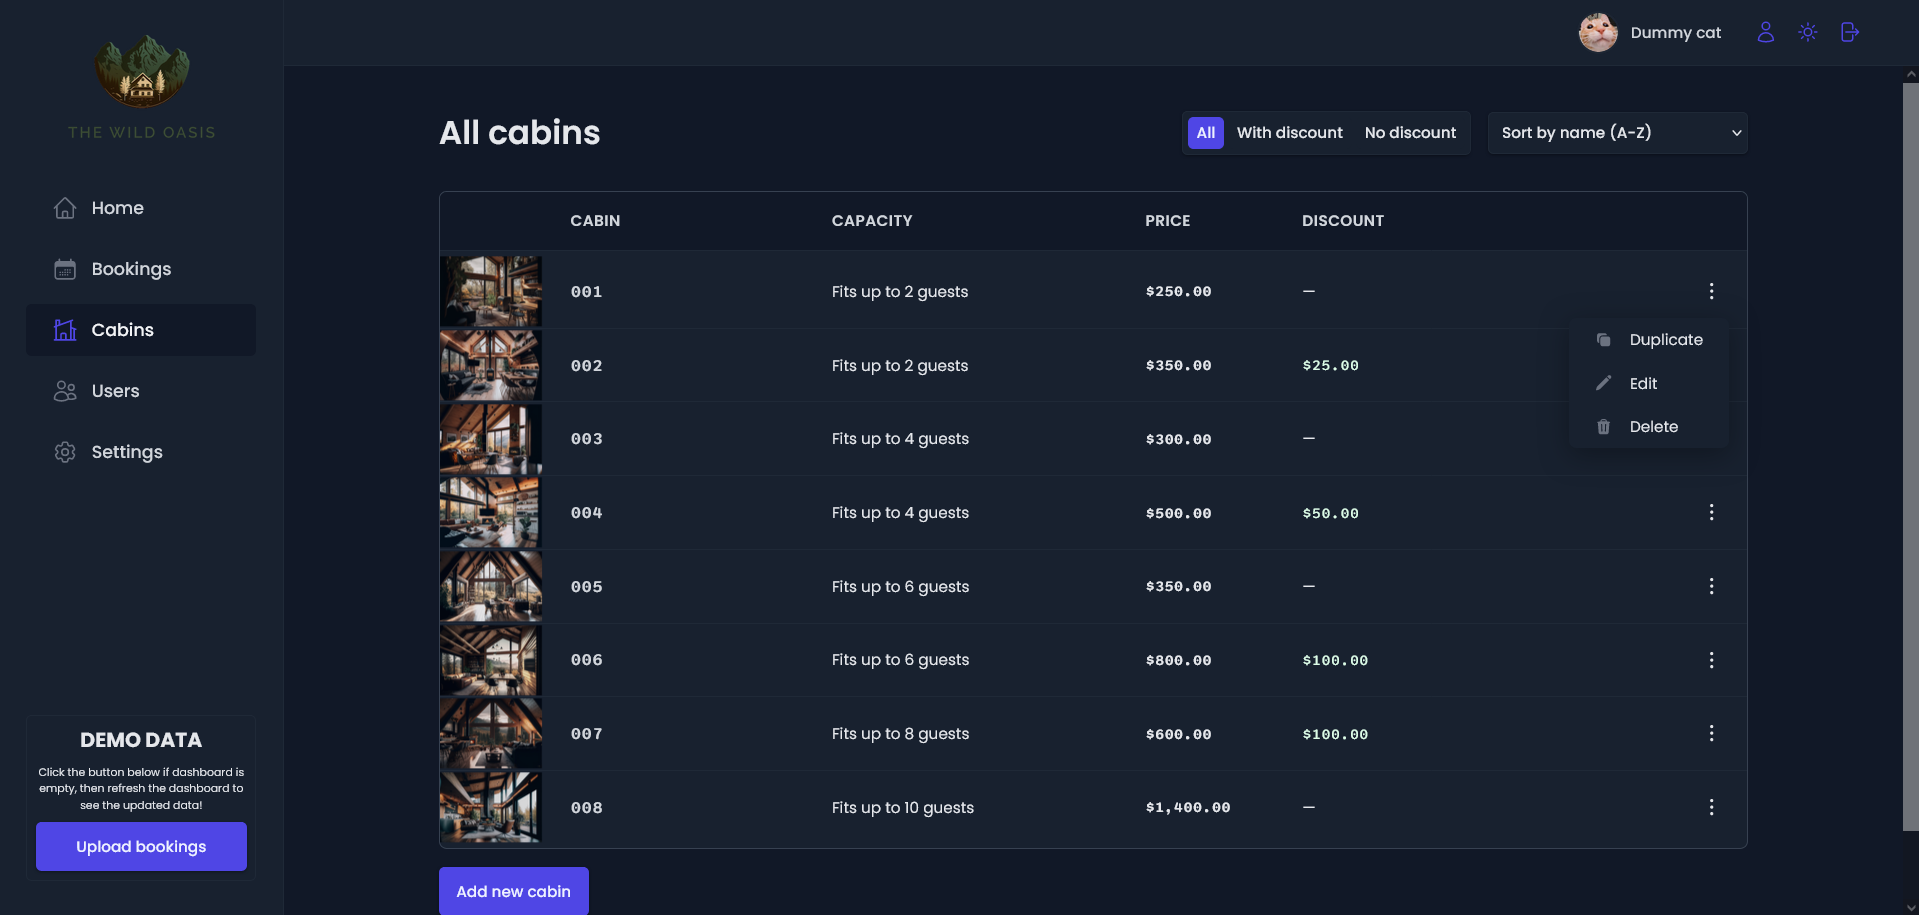 THE WILD OASIS
Dummy cat
Home
Bookings
Cabins
Users
Settings
DEMO DATA
Click the button below if dashboard is
empty, then refresh the dashboard to
see the updated data!
Upload bookings
All cabins
All With discount No discount
Sort by name (A-Z)
CABIN CAPACITY PRICE DISCOUNT
001 Fits up to 2 guests $250.00 —
002 Fits up to 2 guests $350.00 $25.00
003 Fits up to 4 guests $300.00 —
004 Fits up to 4 guests $500.00 $50.00
005 Fits up to 6 guests $350.00 —
006 Fits up to 6 guests $800.00 $100.00
007 Fits up to 8 guests $600.00 $100.00
008 Fits up to 10 guests $1,400.00 —
Duplicate
Edit
Delete
Add new cabin